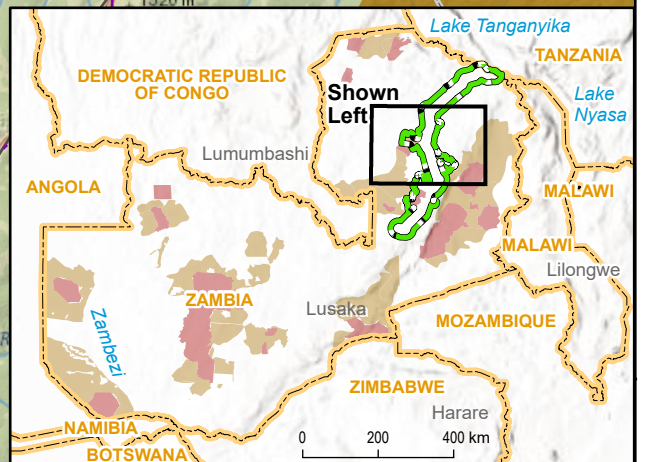 1520 m
Lake Tanganyika
TANZANIA
DEMOCRATIC REPUBLIC
OF CONGO
Shown
Left
Lake
Nyasa
Lumumbashi
ANGOLA
MALAWI
MALAWI
Lilongwe
ZAMBIA
Lusaka
Zambezi
MOZAMBIQUE
ZIMBABWE
Harare
NAMIBIA
BOTSWANA
0 200 400 km